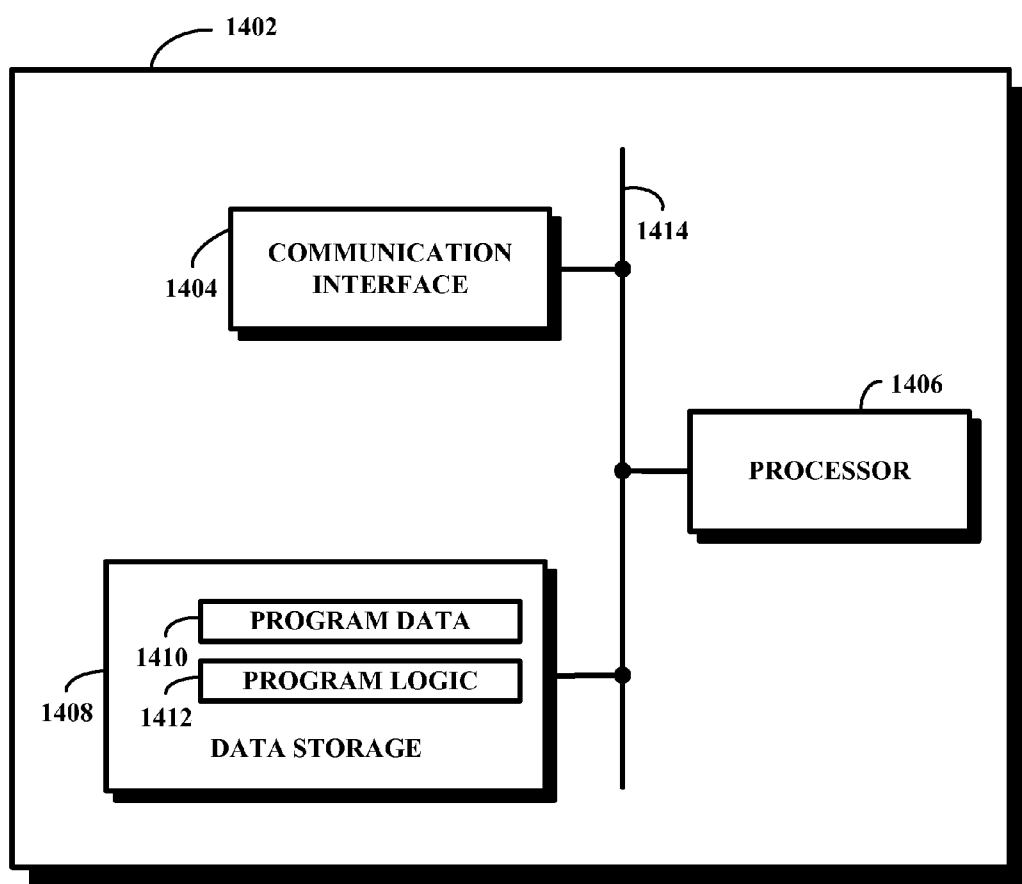 1402
1414
COMMUNICATION
INTERFACE
1404
1406
PROCESSOR
PROGRAM DATA
1410
PROGRAM LOGIC
1408
1412
DATA STORAGE